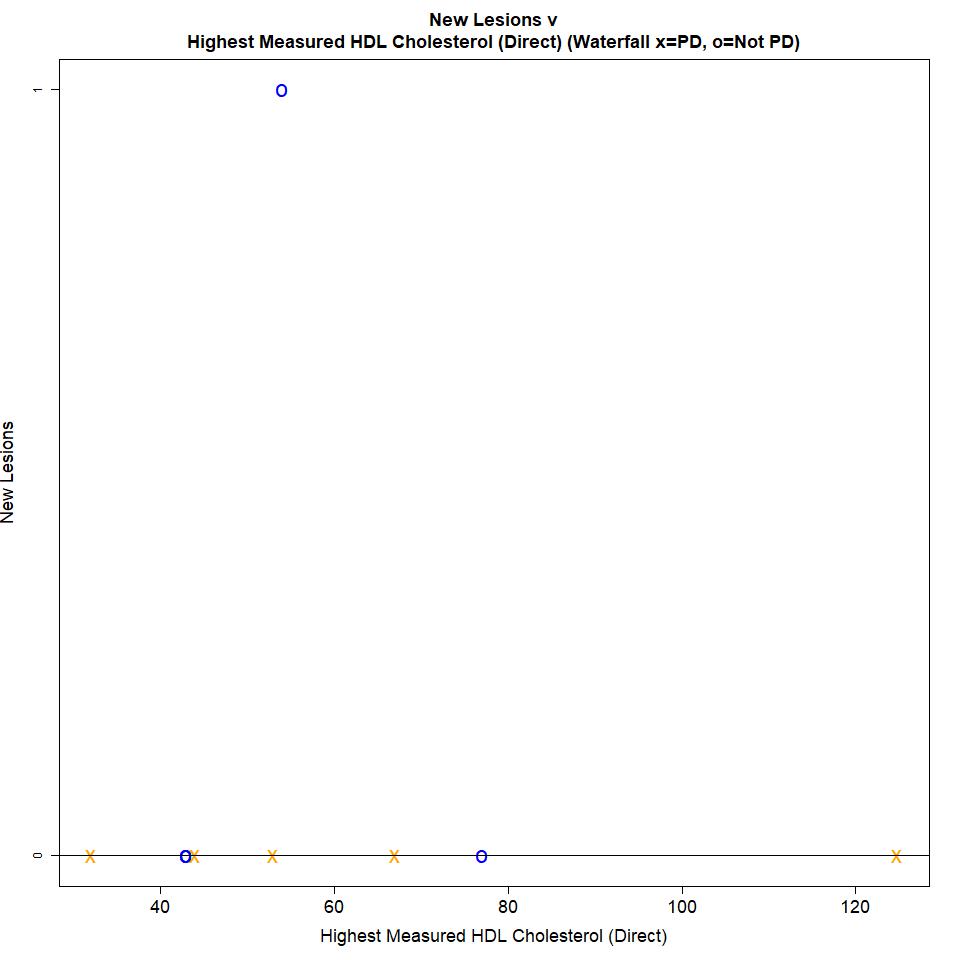 New Lesions v
Highest Measured HDL Cholesterol (Direct) (Waterfall x=PD, o=Not PD)
1
New Lesions
0
40 60 80 100 120
Highest Measured HDL Cholesterol (Direct)